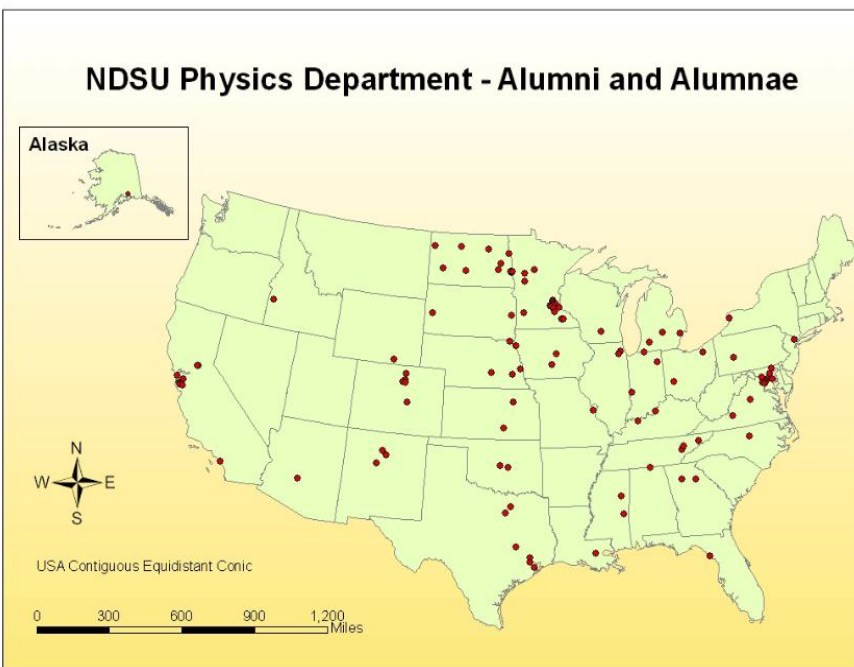 NDSU Physics Department - Alumni and Alumnae
Alaska
N
W E
S
USA Contiguous Equidistant Conic
0 300 600 900 1,200
Miles